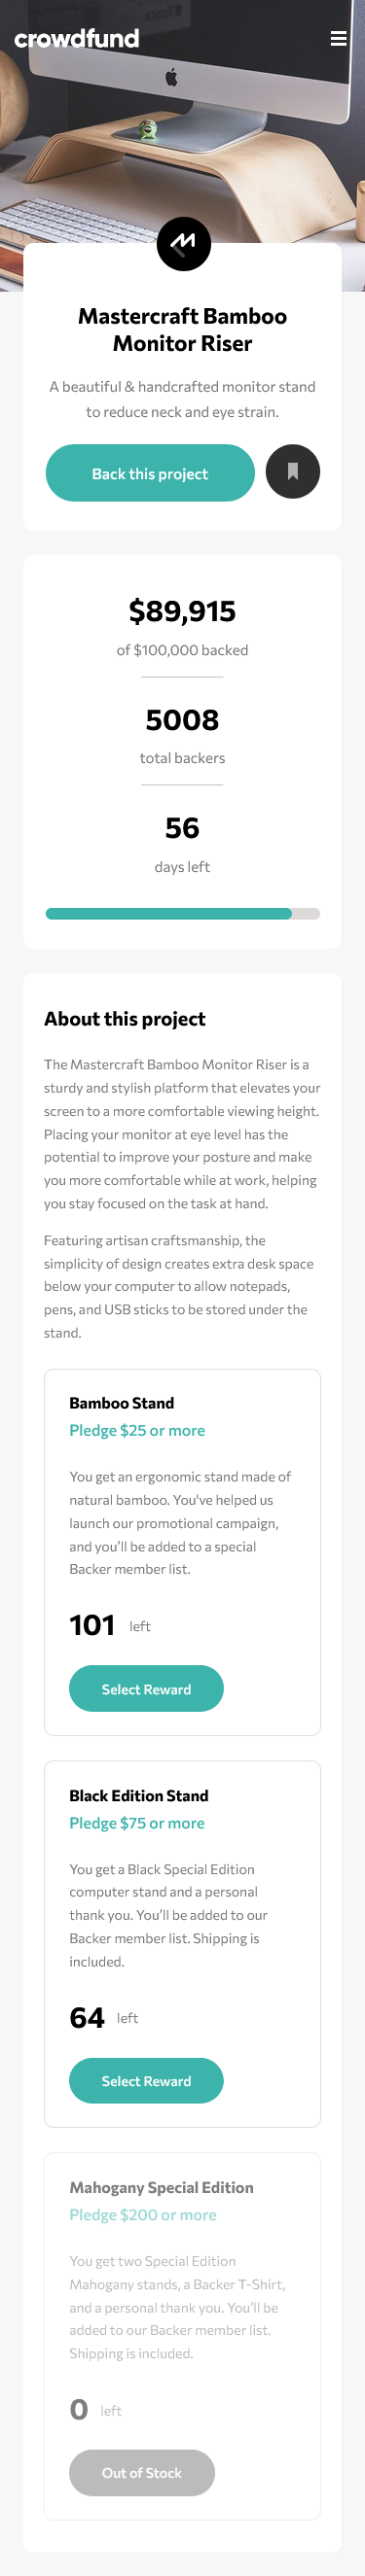 crowdfund
Mastercraft Bamboo
Monitor Riser
A beautiful & handcrafted monitor stand
to reduce neck and eye strain.
Back this project
$89,915
of $100,000 backed
5008
total backers
56
days left
About this project
The Mastercraft Bamboo Monitor Riser is a
sturdy and stylish platform that elevates your
screen to a more comfortable viewing height.
Placing your monitor at eye level has the
potential to improve your posture and make
you more comfortable while at work, helping
you stay focused on the task at hand.
Featuring artisan craftsmanship, the
simplicity of design creates extra desk space
below your computer to allow notepads,
pens, and USB sticks to be stored under the
stand.
Bamboo Stand
Pledge $25 or more
You get an ergonomic stand made of
natural bamboo. You've helped us
launch our promotional campaign,
and you’ll be added to a special
Backer member list.
101 left
Select Reward
Black Edition Stand
Pledge $75 or more
You get a Black Special Edition
computer stand and a personal
thank you. You’ll be added to our
Backer member list. Shipping is
included.
64 left
Select Reward
Mahogany Special Edition
Pledge $200 or more
You get two Special Edition
Mahogany stands, a Backer T-Shirt,
and a personal thank you. You’ll be
added to our Backer member list.
Shipping is included.
0 left
Out of Stock